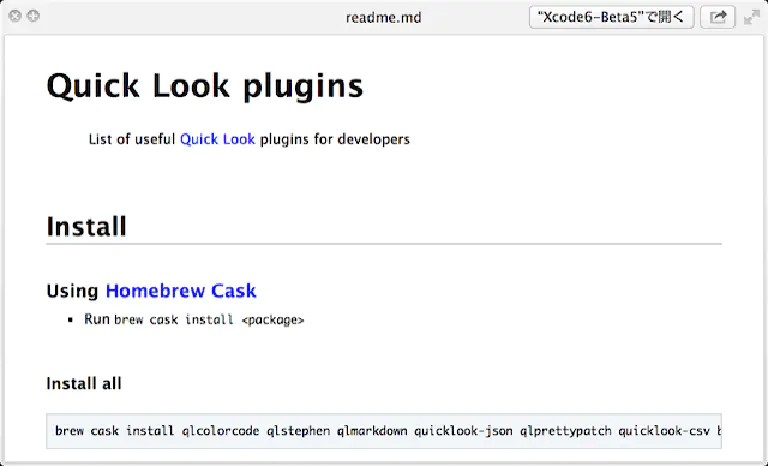 readme.md
"Xcode6-Beta5"で開く
Quick Look plugins
List of useful Quick Look plugins for developers
Install
Using Homebrew Cask
▪ Run brew cask install <package>
Install all
brew cask install qlcolorcode qlstephen qlmarkdown quicklook-json qlprettypatch quicklook-csv